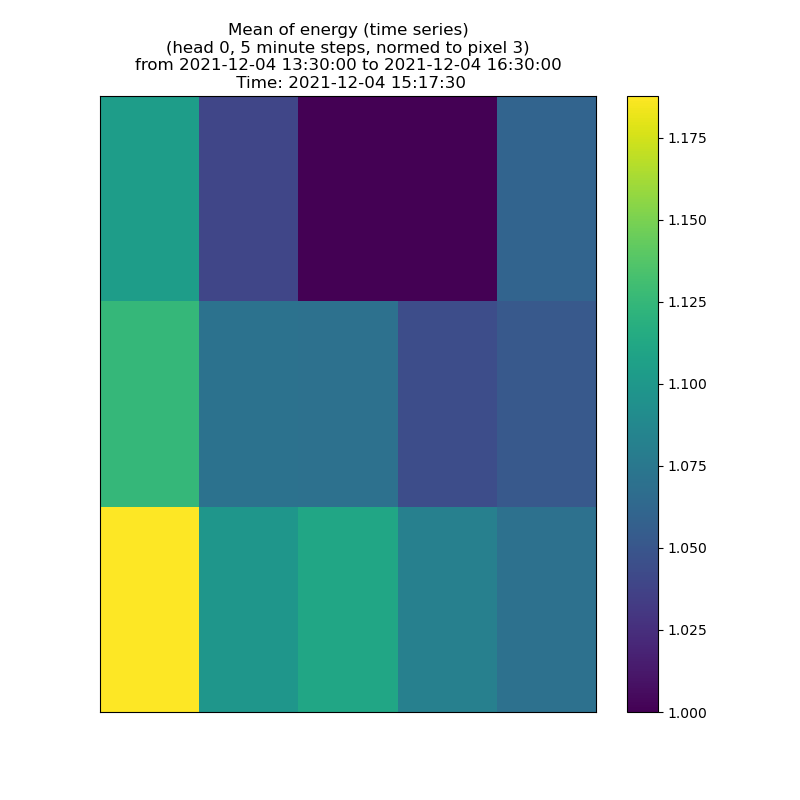 Mean of energy (time series)
(head 0, 5 minute steps, normed to pixel 3)
from 2021-12-04 13:30:00 to 2021-12-04 16:30:00
Time: 2021-12-04 15:17:30
1.175
1.150
1.125
1.100
1.075
1.050
1.025
1.000